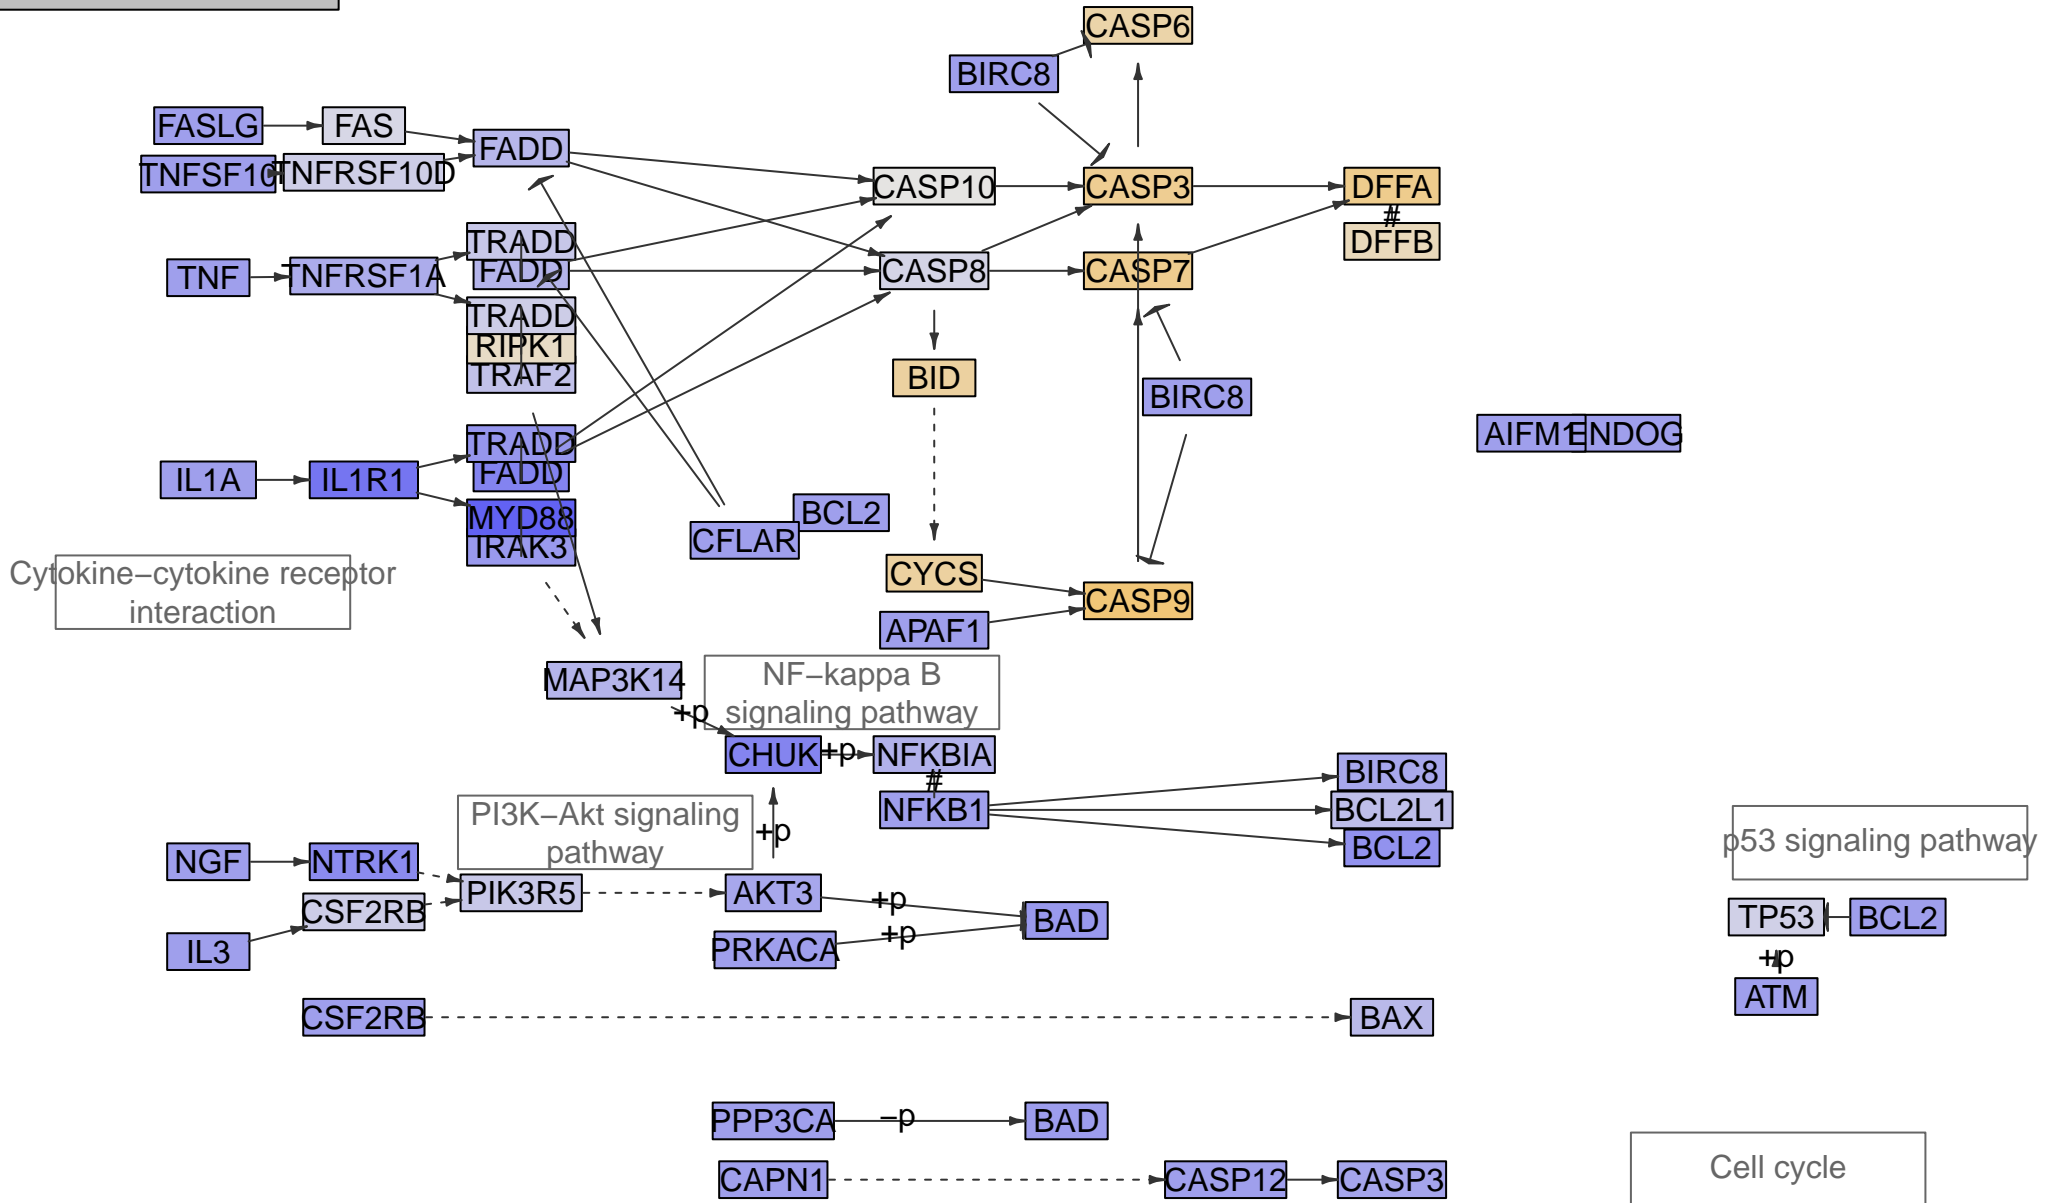 CASP6
BIRC8
FASLG
FAS
FADD
TNFSF10
TNFRSF10D
CASP10
CASP3
DFFA
#
DFFB
TRADD
FADD
TNF
TNFRSF1A
CASP8
CASP7
TRADD
RIPK1
TRAF2
BID
BIRC8
TRADD
FADD
AIFM1
ENDOG
IL1A
IL1R1
MYD88
IRAK3
BCL2
CFLAR
Cytokine–cytokine receptor
interaction
CYCS
CASP9
APAF1
MAP3K14
NF–kappa B
signaling pathway
+p
CHUK
+p
NFKBIA
#
NFKB1
BIRC8
BCL2L1
BCL2
PI3K–Akt signaling
pathway
+p
p53 signaling pathway
NGF
NTRK1
CSF2RB
PIK3R5
AKT3
+p
BAD
TP53
BCL2
IL3
PRKACA
+p
+p
ATM
CSF2RB
BAX
PPP3CA
–p
BAD
CAPN1
CASP12
CASP3
Cell cycle